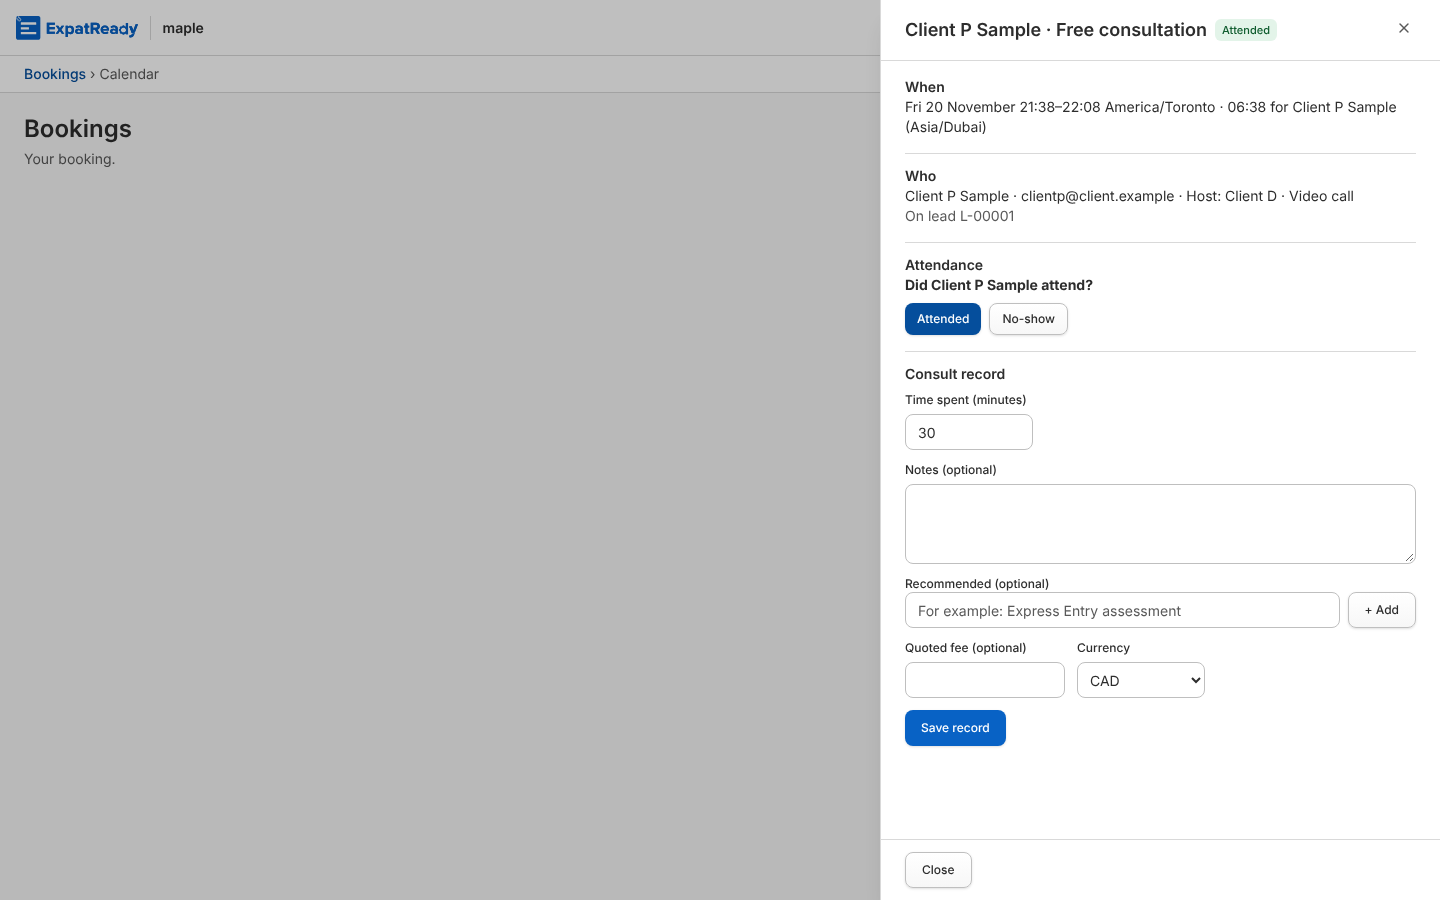 ExpatReady
maple
Bookings › Calendar
Bookings
Your booking.
Client P Sample · Free consultation
Attended
When
Fri 20 November 21:38–22:08 America/Toronto · 06:38 for Client P Sample
(Asia/Dubai)
Who
Client P Sample · clientp@client.example · Host: Client D · Video call
On lead L-00001
Attendance
Did Client P Sample attend?
Attended
No-show
Consult record
Time spent (minutes)
30
Notes (optional)
Recommended (optional)
For example: Express Entry assessment
+ Add
Quoted fee (optional)
Currency
CAD
Save record
Close